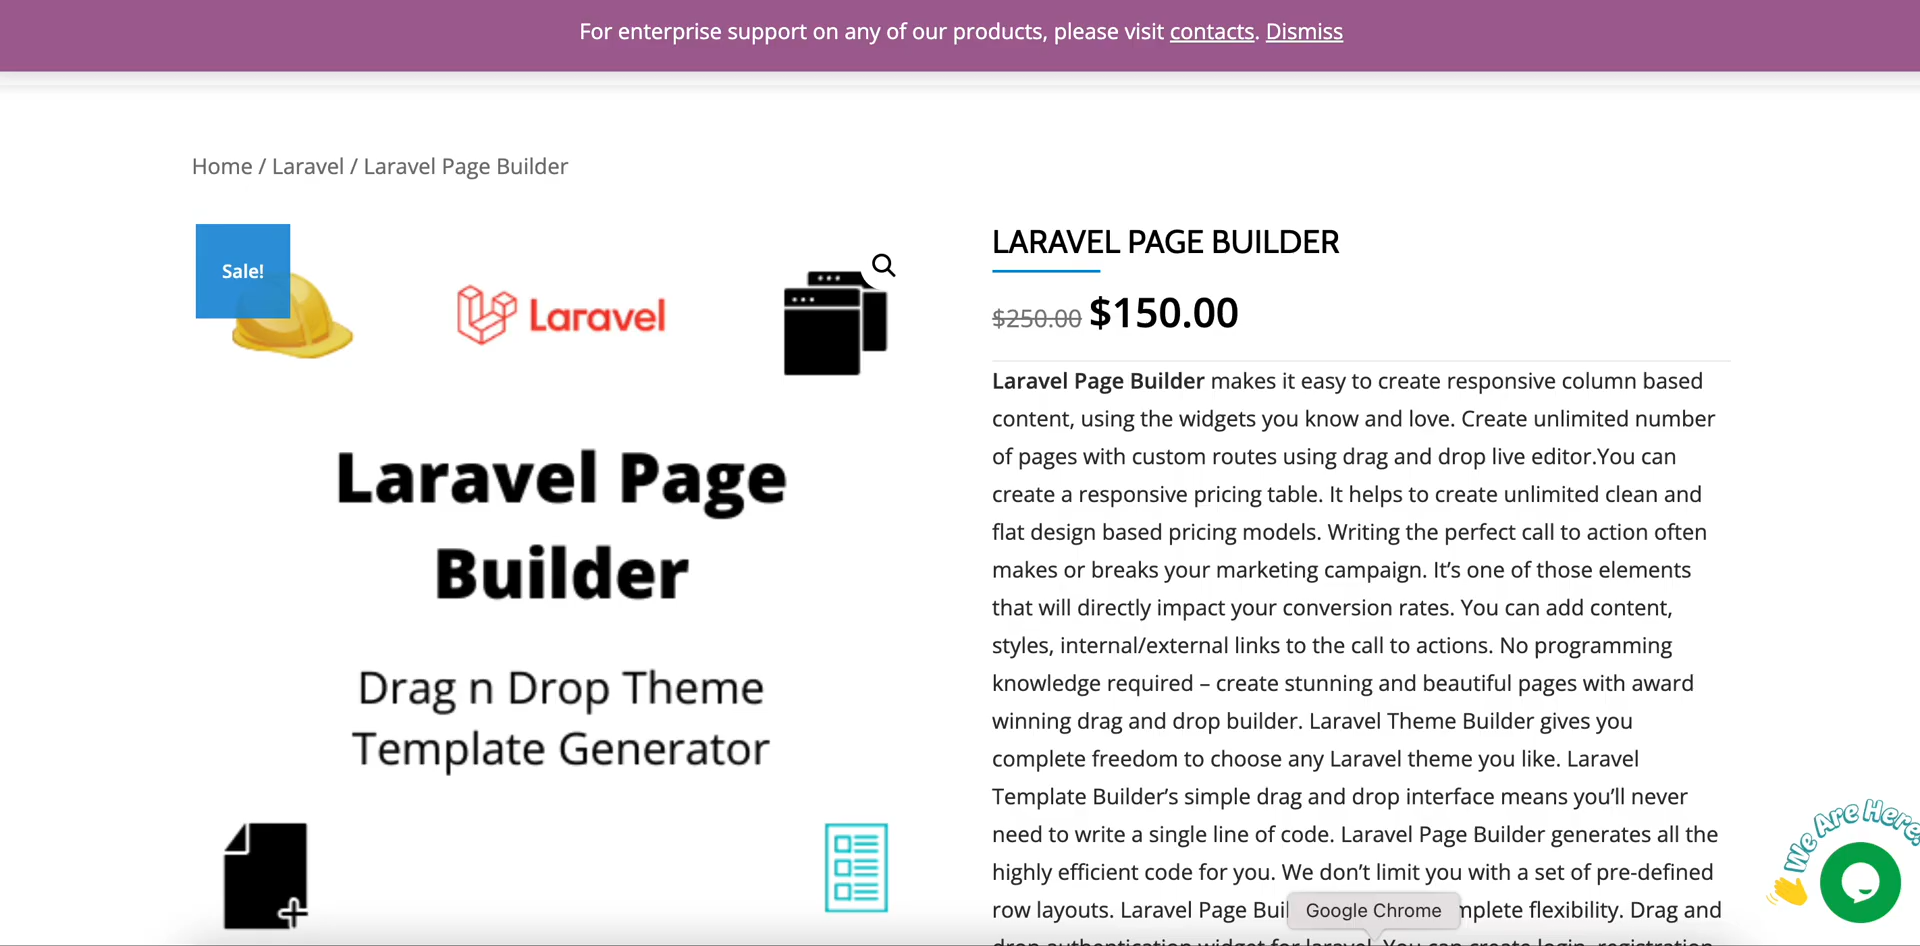 For enterprise support on any of our products, please visit contacts. Dismiss
Home / Laravel / Laravel Page Builder
Sale!
Laravel
Laravel Page
Builder
Drag n Drop Theme
Template Generator
LARAVEL PAGE BUILDER
$250.00 $150.00
Laravel Page Builder makes it easy to create responsive column based
content, using the widgets you know and love. Create unlimited number
of pages with custom routes using drag and drop live editor.You can
create a responsive pricing table. It helps to create unlimited clean and
flat design based pricing models. Writing the perfect call to action often
makes or breaks your marketing campaign. It’s one of those elements
that will directly impact your conversion rates. You can add content,
styles, internal/external links to the call to actions. No programming
knowledge required – create stunning and beautiful pages with award
winning drag and drop builder. Laravel Theme Builder gives you
complete freedom to choose any Laravel theme you like. Laravel
Template Builder’s simple drag and drop interface means you’ll never
need to write a single line of code. Laravel Page Builder generates all the
highly efficient code for you. We don’t limit you with a set of pre-defined
row layouts. Laravel Page Buil mplete flexibility. Drag and
drop authentication widget for laravel. You can create login, registration
Google Chrome
We Are Here!